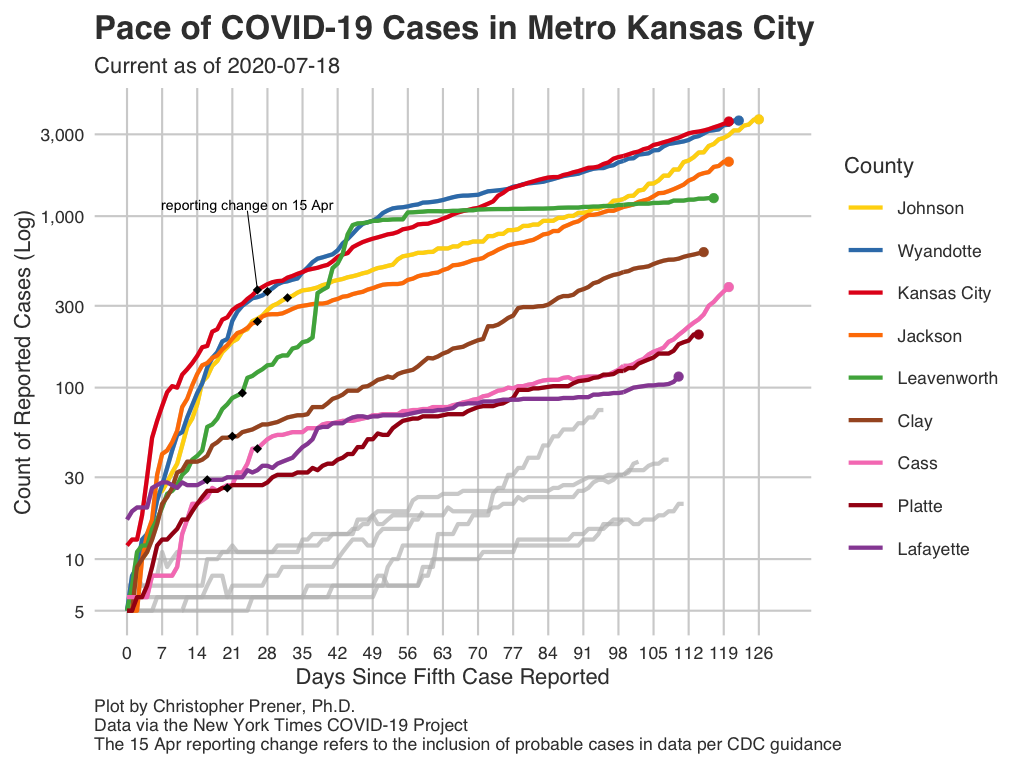 Pace of COVID-19 Cases in Metro Kansas City
Current as of 2020-07-18
Count of Reported Cases (Log)
3,000
1,000
300
100
30
10
5
reporting change on 15 Apr
0 7 14 21 28 35 42 49 56 63 70 77 84 91 98 105 112 119 126
Days Since Fifth Case Reported
County
Johnson
Wyandotte
Kansas City
Jackson
Leavenworth
Clay
Cass
Platte
Lafayette
Plot by Christopher Prener, Ph.D.
Data via the New York Times COVID-19 Project
The 15 Apr reporting change refers to the inclusion of probable cases in data per CDC guidance